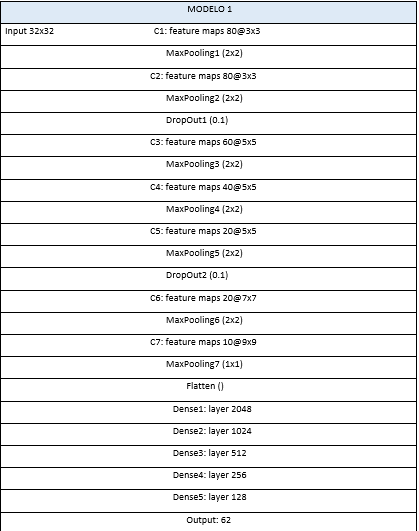 MODELO 1
Input 32x32 C1: feature maps 80@3x3
MaxPooling1 (2x2)
C2: feature maps 80@3x3
MaxPooling2 (2x2)
DropOut1 (0.1)
C3: feature maps 60@5x5
MaxPooling3 (2x2)
C4: feature maps 40@5x5
MaxPooling4 (2x2)
C5: feature maps 20@5x5
MaxPooling5 (2x2)
DropOut2 (0.1)
C6: feature maps 20@7x7
MaxPooling6 (2x2)
C7: feature maps 10@9x9
MaxPooling7 (1x1)
Flatten ()
Dense1: layer 2048
Dense2: layer 1024
Dense3: layer 512
Dense4: layer 256
Dense5: layer 128
Output: 62